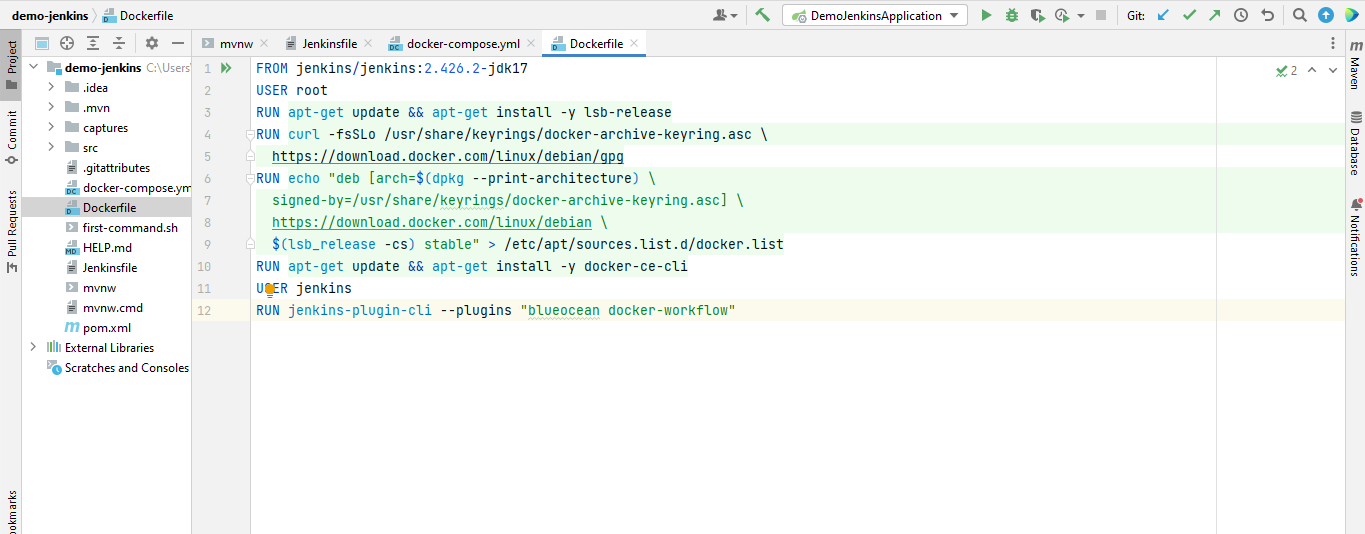 demo-jenkins Dockerfile DemoJenkinsApplication Git:
mvnw Jenkinsfile docker-compose.yml Dockerfile
Project
Commit
Pull Requests
demo-jenkins C:\Users\
.idea
.mvn
captures
src
.gitattributes
docker-compose.ym
Dockerfile
first-command.sh
HELP.md
Jenkinsfile
mvnw
mvnw.cmd
pom.xml
External Libraries
Scratches and Consoles
1 FROM jenkins/jenkins:2.426.2-jdk17
2 USER root
3 RUN apt-get update && apt-get install -y lsb-release
4 RUN curl -fsSLo /usr/share/keyrings/docker-archive-keyring.asc \
5 https://download.docker.com/linux/debian/gpg
6 RUN echo "deb [arch=$(dpkg --print-architecture) \
7 signed-by=/usr/share/keyrings/docker-archive-keyring.asc] \
8 https://download.docker.com/linux/debian \
9 $(lsb_release -cs) stable" > /etc/apt/sources.list.d/docker.list
10 RUN apt-get update && apt-get install -y docker-ce-cli
11 USER jenkins
12 RUN jenkins-plugin-cli --plugins "blueocean docker-workflow"
2
Maven
Database
Notifications